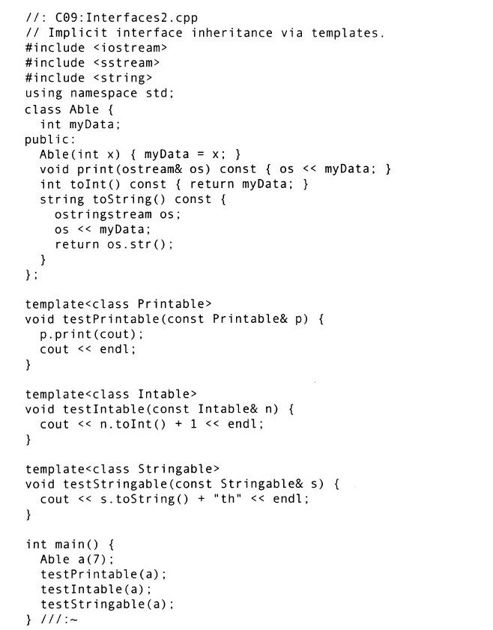 //: C09:Interfaces2.cpp
// Implicit interface inheritance via templates.
#include <iostream>
#include <sstream>
#include <string>
using namespace std;
class Able {
  int myData;
public:
  Able(int x) { myData = x; }
  void print(ostream& os) const { os << myData; }
  int toInt() const { return myData; }
  string toString() const {
    ostringstream os;
    os << myData;
    return os.str();
  }
};

template<class Printable>
void testPrintable(const Printable& p) {
  p.print(cout);
  cout << endl;
}

template<class Intable>
void testIntable(const Intable& n) {
  cout << n.toInt() + 1 << endl;
}

template<class Stringable>
void testStringable(const Stringable& s) {
  cout << s.toString() + "th" << endl;
}

int main() {
  Able a(7);
  testPrintable(a);
  testIntable(a);
  testStringable(a);
} ///:~